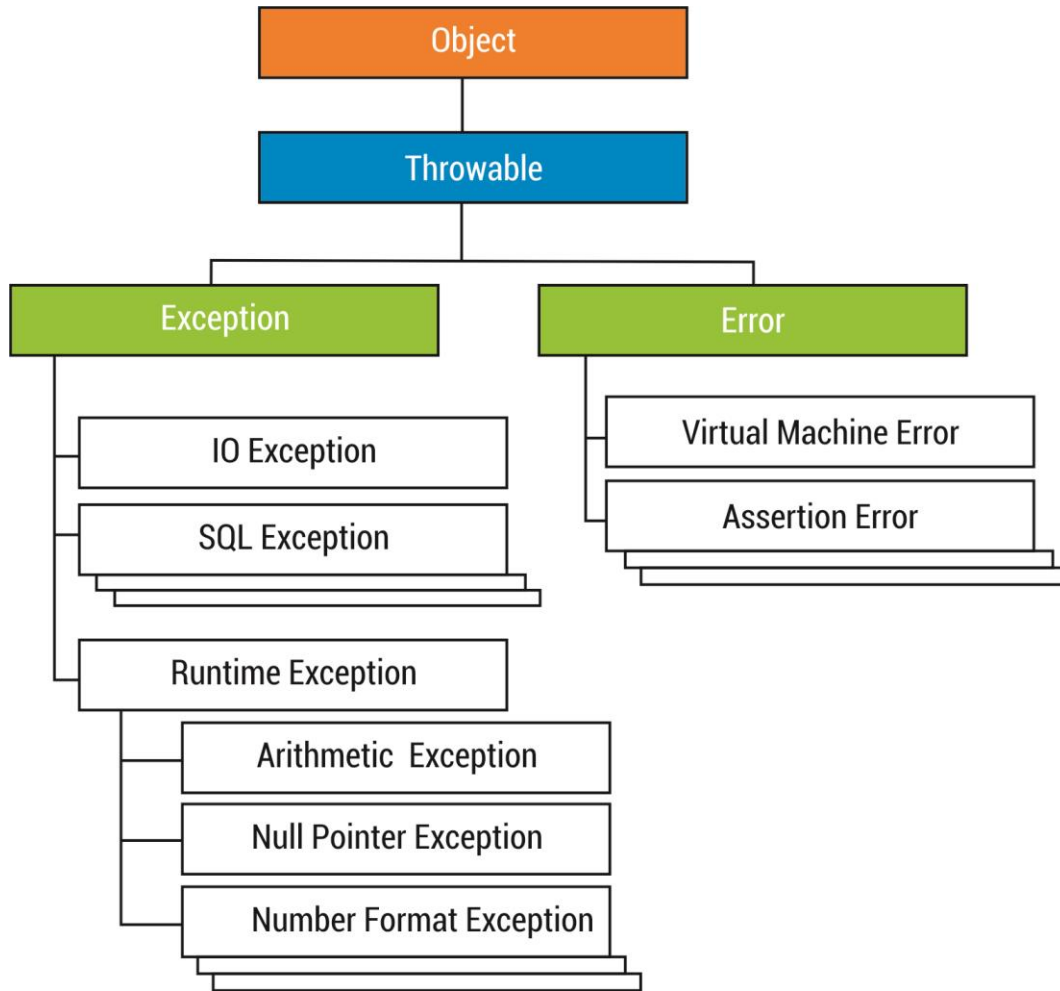 Object
Throwable
Exception
Error
IO Exception
SQL Exception
Runtime Exception
Arithmetic  Exception
Null Pointer Exception
Number Format Exception
Virtual Machine Error
Assertion Error